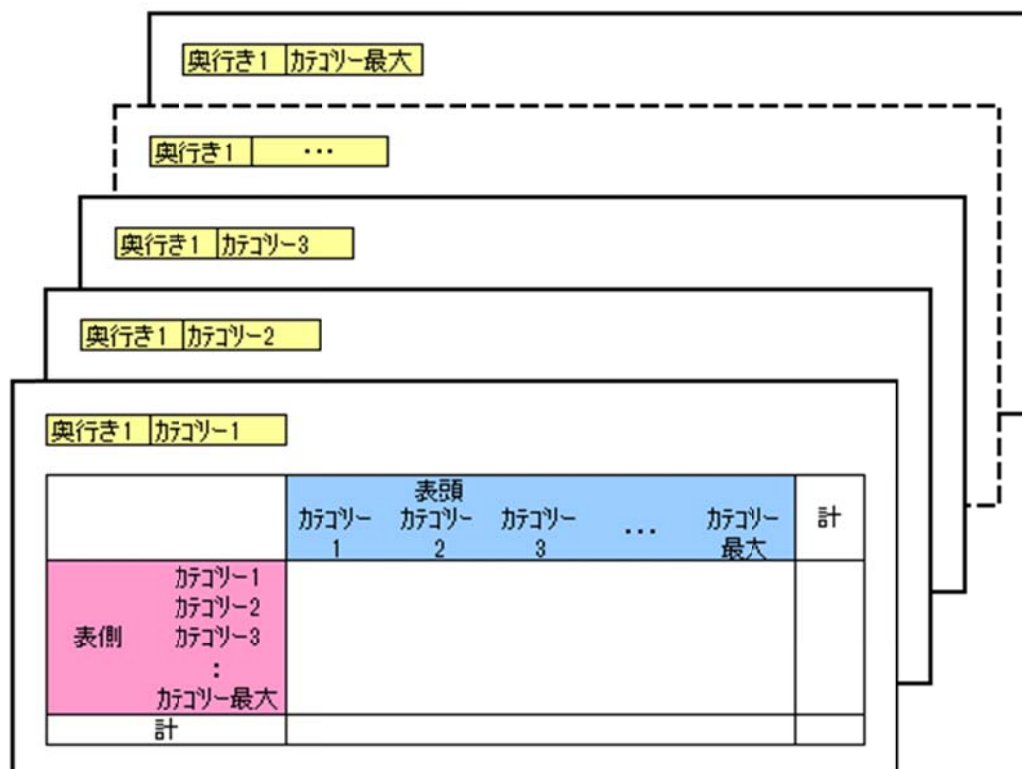 奥行き1 カテゴリー最大
奥行き1 ・・・
奥行き1 カテゴリー3
奥行き1 カテゴリー2
奥行き1 カテゴリー1
表頭
カテゴリー カテゴリー カテゴリー ・・・ カテゴリー 計
1 2 3 最大
カテゴリー1
カテゴリー2
表側 カテゴリー3
:
カテゴリー最大
計